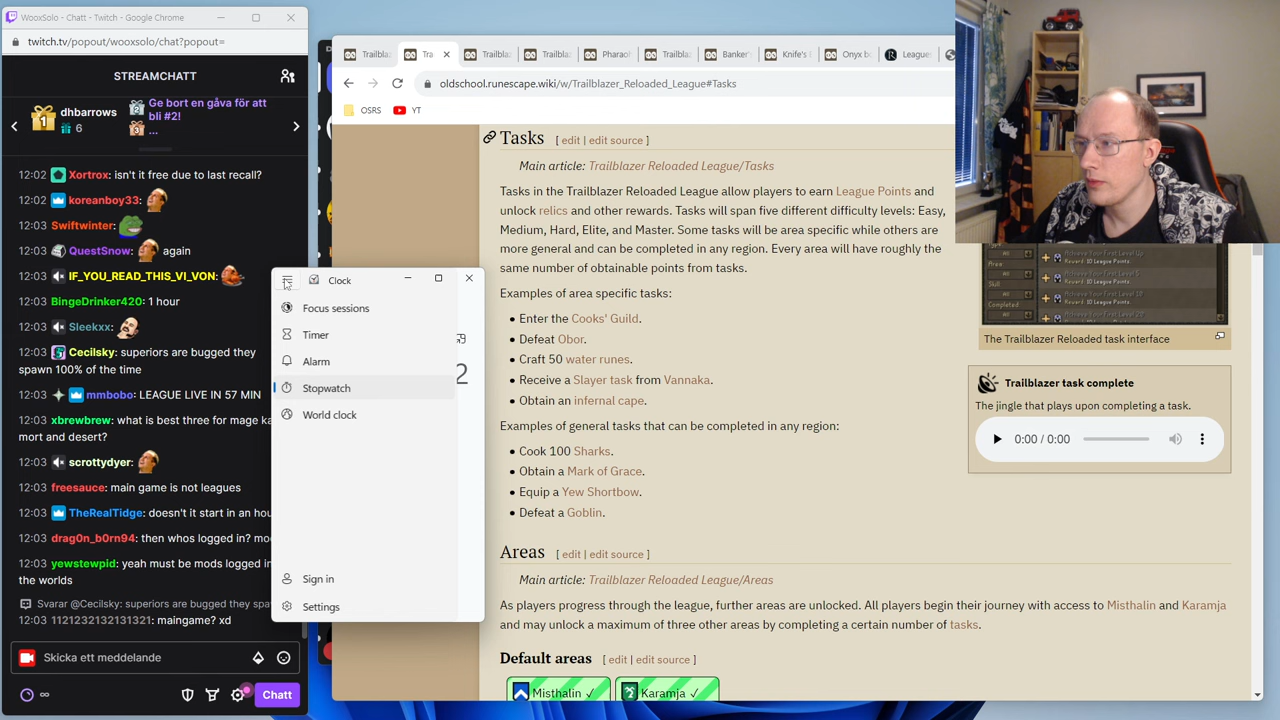 WooxSolo - Chatt - Twitch - Google Chrome
twitch.tv/popout/wooxsolo/chat?popout=
STREAMCHATT
dhbarrows
6
Ge bort en gåva för att
bli #2!
...
12:02 Xortrox: isn't it free due to last recall?
12:02 koreanboy33:
Swiftwinter:
QuestSnow: again
12:03 IF_YOU_READ_THIS_VI_VON:
12:03 BingeDrinker420: 1 hour
12:03 Sleekxx:
12:03 Cecilsky: superiors are bugged they
spawn 100% of the time
12:03 mmbobo: LEAGUE LIVE IN 57 MIN
12:03 xbrewbrew: what is best three for mage ka
mort and desert?
12:03 scrottydyer:
12:03 freesauce: main game is not leagues
12:03 TheRealTidge: doesn't it start in an hou
12:03 drag0n_b0rn94: then whos logged in? mo
12:03 yewstewpid: yeah must be mods logged i
the worlds
Svarar @Cecilsky: superiors are bugged they spa
12:03 1121232132131321: maingame? xd
Skicka ett meddelande
Chatt
Clock
Focus sessions
Timer
Alarm
Stopwatch
World clock
Sign in
Settings
2
Trailblaz
Tra
Trailblaz
Trailblaz
Pharaoh
Trailblaz
Banker's
Knife's E
Onyx bo
Leagues
oldschool.runescape.wiki/w/Trailblazer_Reloaded_League#Tasks
OSRS
YT
Tasks [ edit | edit source ]
Main article: Trailblazer Reloaded League/Tasks
Tasks in the Trailblazer Reloaded League allow players to earn League Points and
unlock relics and other rewards. Tasks will span five different difficulty levels: Easy,
Medium, Hard, Elite, and Master. Some tasks will be area specific while others are
more general and can be completed in any region. Every area will have roughly the
same number of obtainable points from tasks.
Examples of area specific tasks:
• Enter the Cooks' Guild.
• Defeat Obor.
• Craft 50 water runes.
• Receive a Slayer task from Vannaka.
• Obtain an infernal cape.
Examples of general tasks that can be completed in any region:
• Cook 100 Sharks.
• Obtain a Mark of Grace.
• Equip a Yew Shortbow.
• Defeat a Goblin.
Areas [ edit | edit source ]
Main article: Trailblazer Reloaded League/Areas
As players progress through the league, further areas are unlocked. All players begin their journey with access to Misthalin and Karamja
and may unlock a maximum of three other areas by completing a certain number of tasks.
Default areas [ edit | edit source ]
Misthalin ✓
Karamja ✓
The Trailblazer Reloaded task interface
Trailblazer task complete
The jingle that plays upon completing a task.
0:00 / 0:00